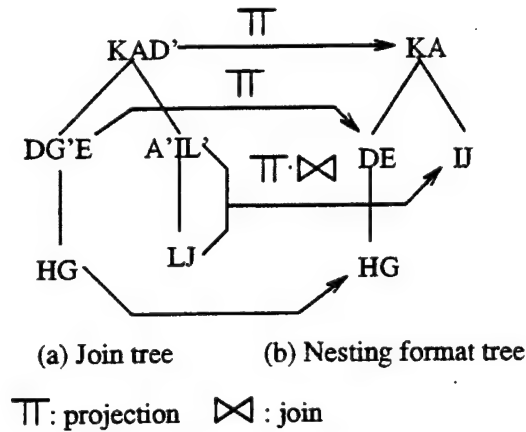 π
KAD' KA
π
DG'E A'IL' π·⋈ DE IJ
HG LJ HG
(a) Join tree (b) Nesting format tree
π: projection ⋈ : join